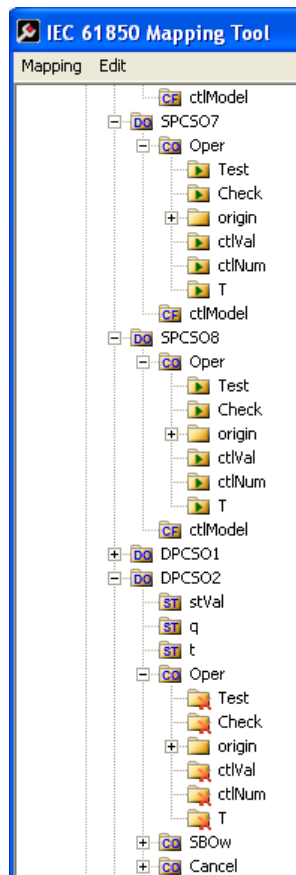 IEC 61850 Mapping Tool
Mapping Edit
CF ctlModel
DO SPCSO7
CO Oper
Test
Check
origin
ctlVal
ctlNum
T
CF ctlModel
DO SPCSO8
CO Oper
Test
Check
origin
ctlVal
ctlNum
T
CF ctlModel
DO DPCSO1
DO DPCSO2
ST stVal
ST q
ST t
CO Oper
Test
Check
origin
ctlVal
ctlNum
T
CO SBOw
CO Cancel